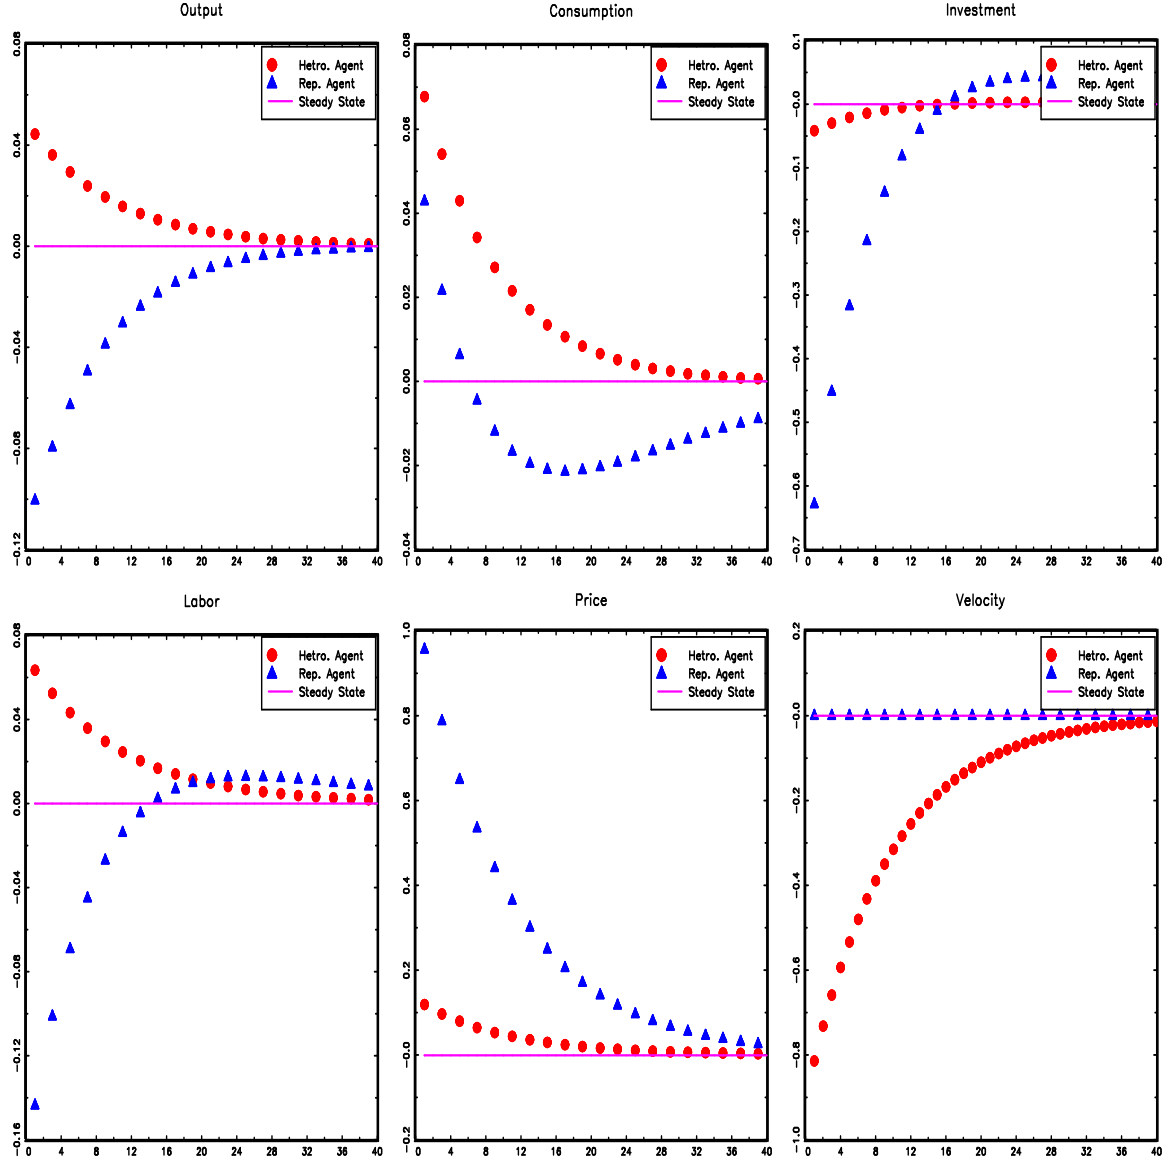 Output
0.08
0.04
0.00
-0.04
-0.08
-0.12
0 4 8 12 16 20 24 28 32 36 40
Hetro. Agent
Rep. Agent
Steady State
Consumption
0.08
0.06
0.04
0.02
0.00
-0.02
-0.04
0 4 8 12 16 20 24 28 32 36 40
Hetro. Agent
Rep. Agent
Steady State
Investment
0.1
-0.0
-0.1
-0.2
-0.3
-0.4
-0.5
-0.6
-0.7
0 4 8 12 16 20 24 28 32 36 40
Hetro. Agent
Rep. Agent
Steady State
Labor
0.08
0.04
0.00
-0.04
-0.08
-0.12
-0.16
0 4 8 12 16 20 24 28 32 36 40
Hetro. Agent
Rep. Agent
Steady State
Price
1.0
0.8
0.6
0.4
0.2
-0.0
-0.2
0 4 8 12 16 20 24 28 32 36 40
Hetro. Agent
Rep. Agent
Steady State
Velocity
0.2
-0.0
-0.2
-0.4
-0.6
-0.8
-1.0
0 4 8 12 16 20 24 28 32 36 40
Hetro. Agent
Rep. Agent
Steady State